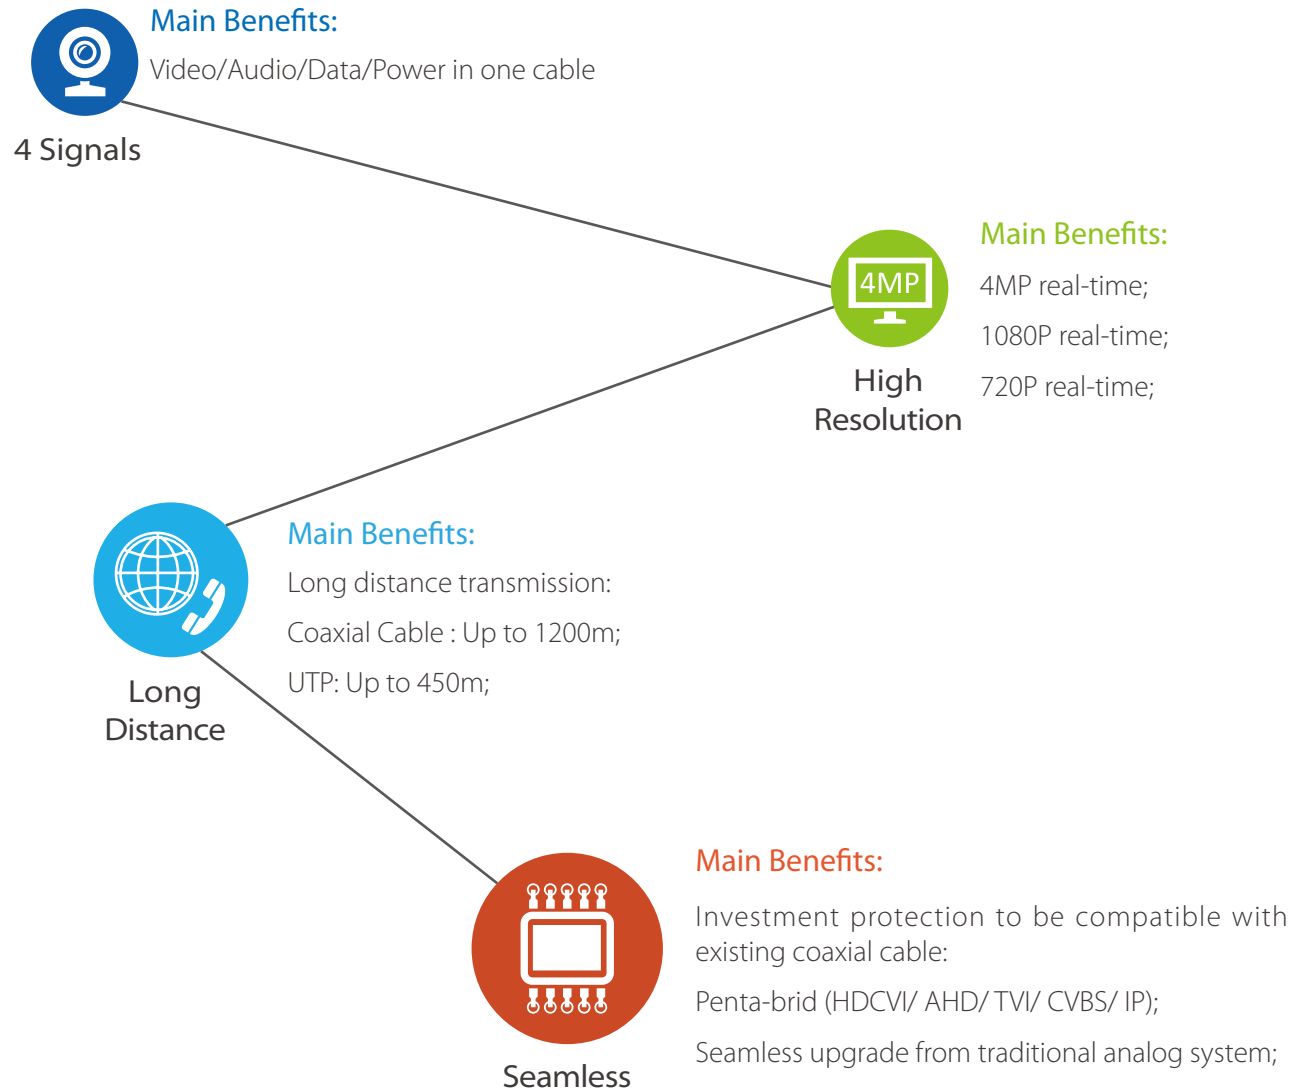 Main Benefits:
Video/Audio/Data/Power in one cable
4 Signals
4MP
High
Resolution
Main Benefits:
4MP real-time;
1080P real-time;
720P real-time;
Main Benefits:
Long distance transmission:
Coaxial Cable : Up to 1200m;
UTP: Up to 450m;
Long
Distance
Main Benefits:
Investment protection to be compatible with
existing coaxial cable:
Penta-brid (HDCVI/ AHD/ TVI/ CVBS/ IP);
Seamless upgrade from traditional analog system;
Seamless